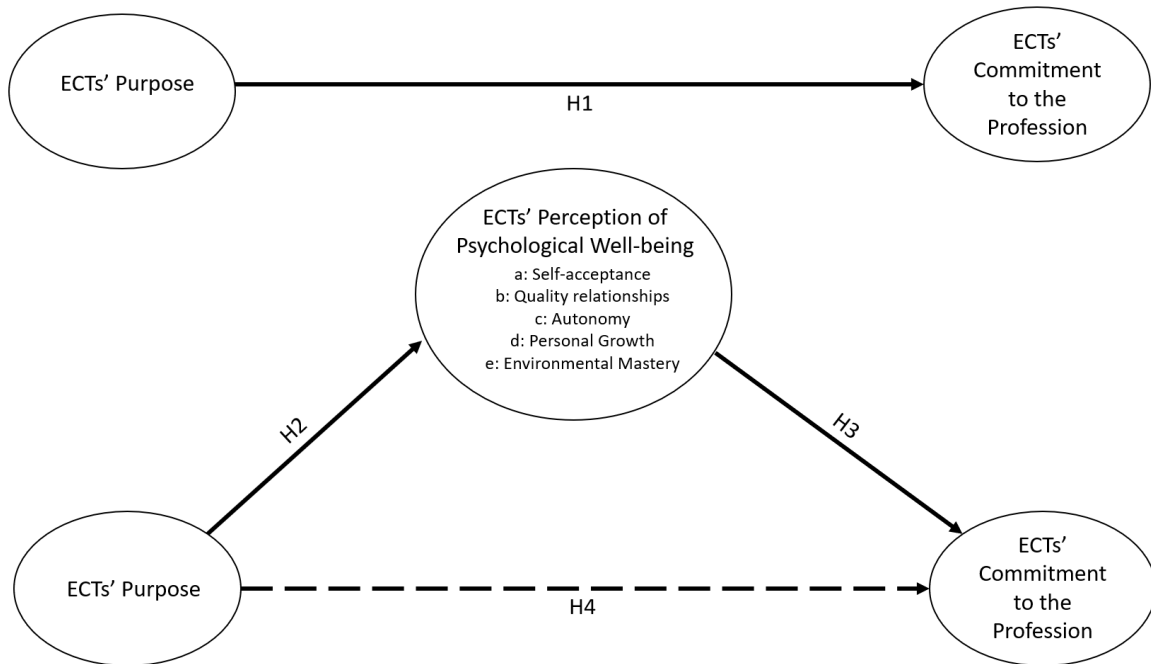 ECTs’ Purpose
H1
ECTs’
Commitment
to the
Profession
ECTs’ Perception of
Psychological Well-being
a: Self-acceptance
b: Quality relationships
c: Autonomy
d: Personal Growth
e: Environmental Mastery
H2
H3
ECTs’ Purpose
H4
ECTs’
Commitment
to the
Profession